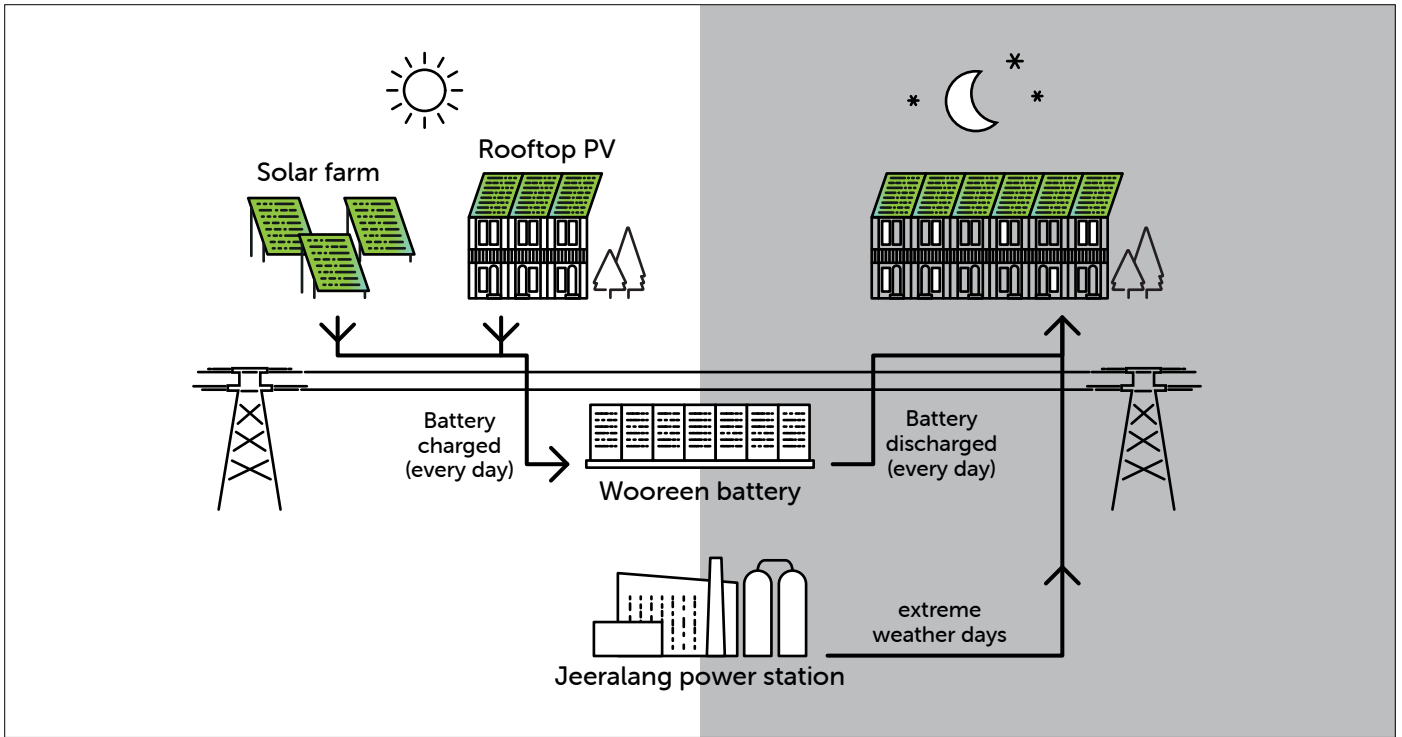 Solar farm
Rooftop PV
Battery
charged
(every day)
Wooreen battery
Battery
discharged
(every day)
Jeeralang power station
extreme
weather days